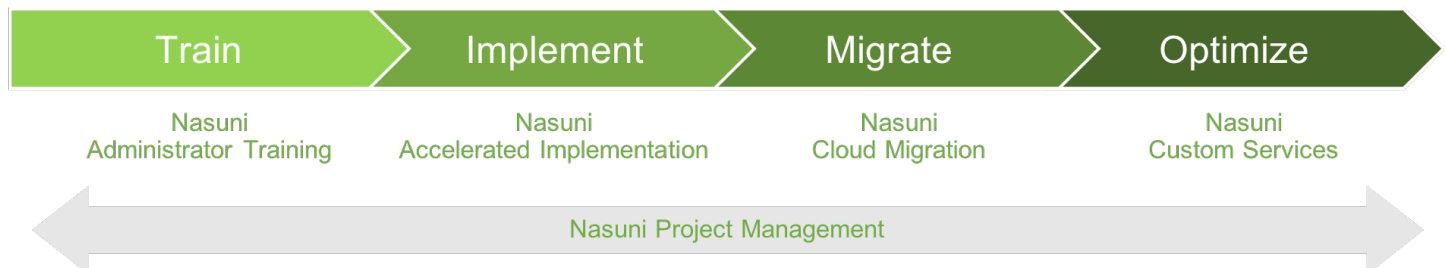 Train
Implement
Migrate
Optimize
Nasuni
Administrator Training
Nasuni
Accelerated Implementation
Nasuni
Cloud Migration
Nasuni
Custom Services
Nasuni Project Management